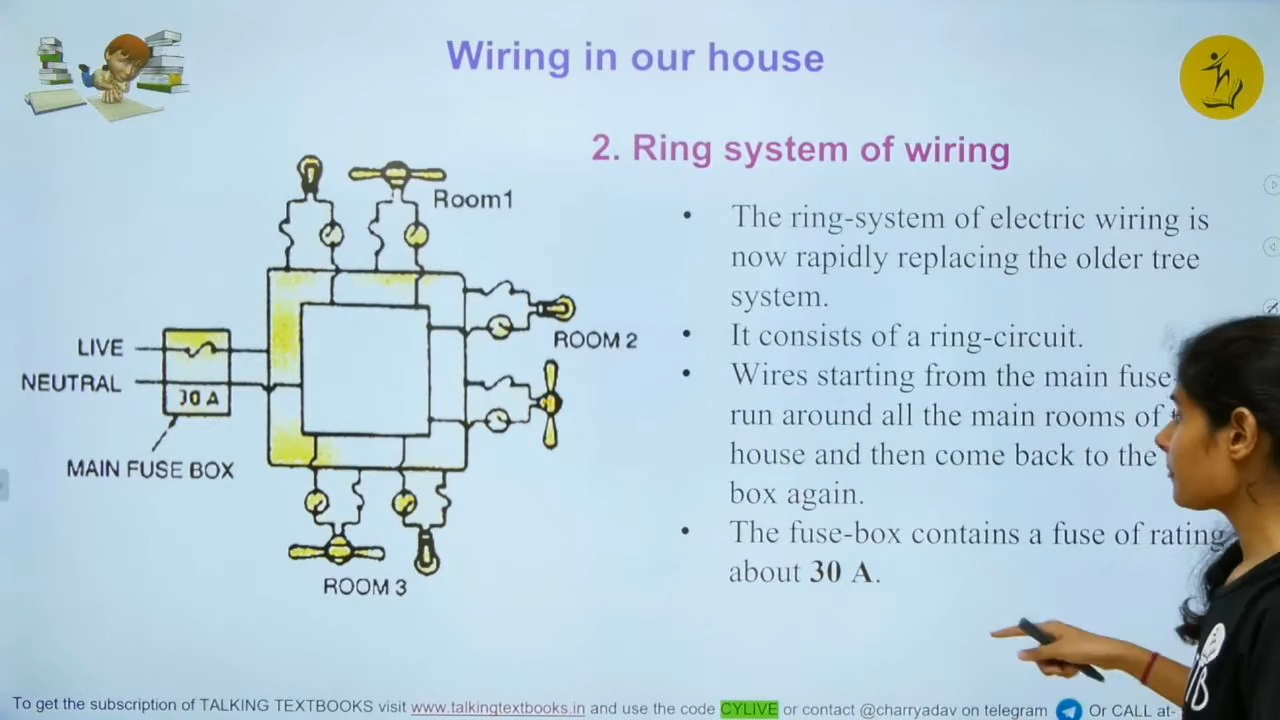 Wiring in our house
2. Ring system of wiring
Room1
ROOM 2
LIVE
NEUTRAL
30 A
MAIN FUSE BOX
ROOM 3
• The ring-system of electric wiring is
now rapidly replacing the older tree
system.
• It consists of a ring-circuit.
• Wires starting from the main fuse
run around all the main rooms of
house and then come back to the
box again.
• The fuse-box contains a fuse of rating
about 30 A.
To get the subscription of TALKING TEXTBOOKS visit www.talkingtextbooks.in and use the code CYLIVE or contact @charryadav on telegram Or CALL at-